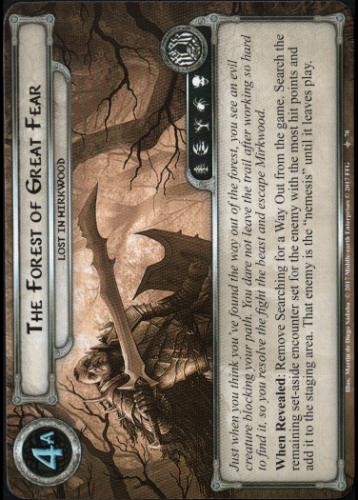 4A
THE FOREST OF GREAT FEAR
LOST IN MIRKWOOD
Just when you think you've found the way out of the forest, you see an evil
creature blocking your path. You dare not leave the trail after working so hard
to find it, so you resolve the fight the beast and escape Mirkwood.
When Revealed: Remove Searching for a Way Out from the game. Search the
remaining set-aside encounter set for the enemy with the most hit points and
add it to the staging area. That enemy is the “nemesis” until it leaves play.
Illus. Martin de Diego Sádaba © 2017 Middle-earth Enterprises © 2017 FFG 76